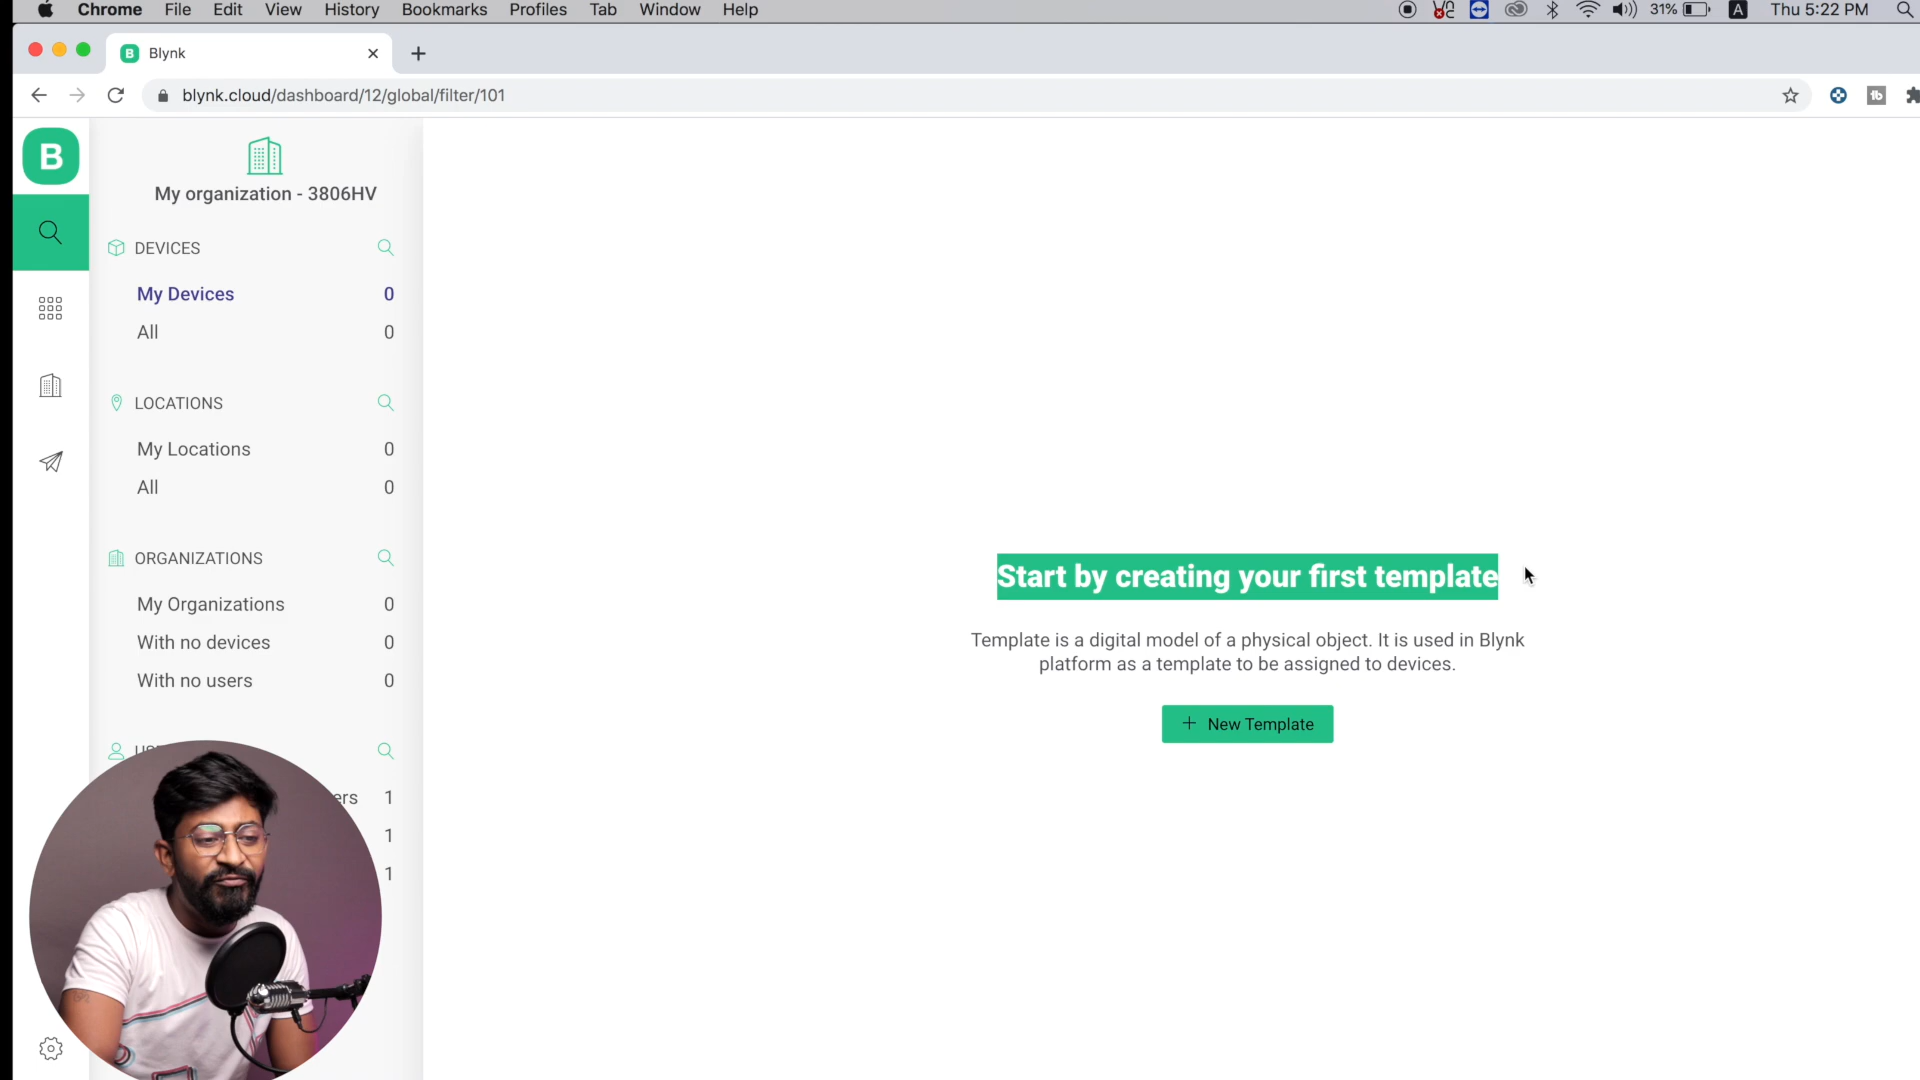 Chrome File Edit View History Bookmarks Profiles Tab Window Help 31% A Thu 5:22 PM
B Blynk
blynk.cloud/dashboard/12/global/filter/101
B
My organization - 3806HV
DEVICES
My Devices 0
All 0
LOCATIONS
My Locations 0
All 0
ORGANIZATIONS
My Organizations 0
With no devices 0
With no users 0
1
1
1
Start by creating your first template
Template is a digital model of a physical object. It is used in Blynk
platform as a template to be assigned to devices.
+ New Template